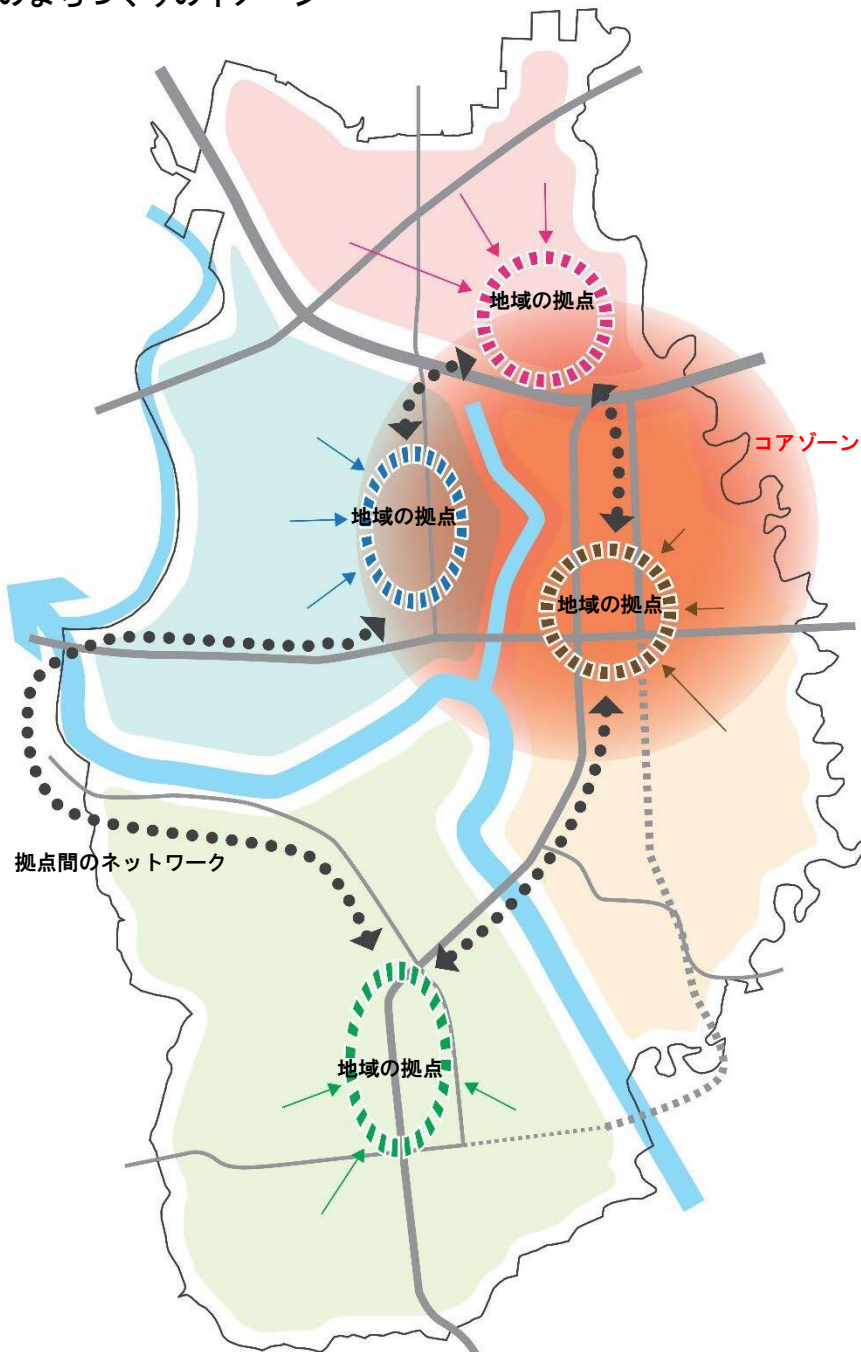 のまちづくりのイメージ
地域の拠点
コアゾーン
地域の拠点
地域の拠点
拠点間のネットワーク
地域の拠点